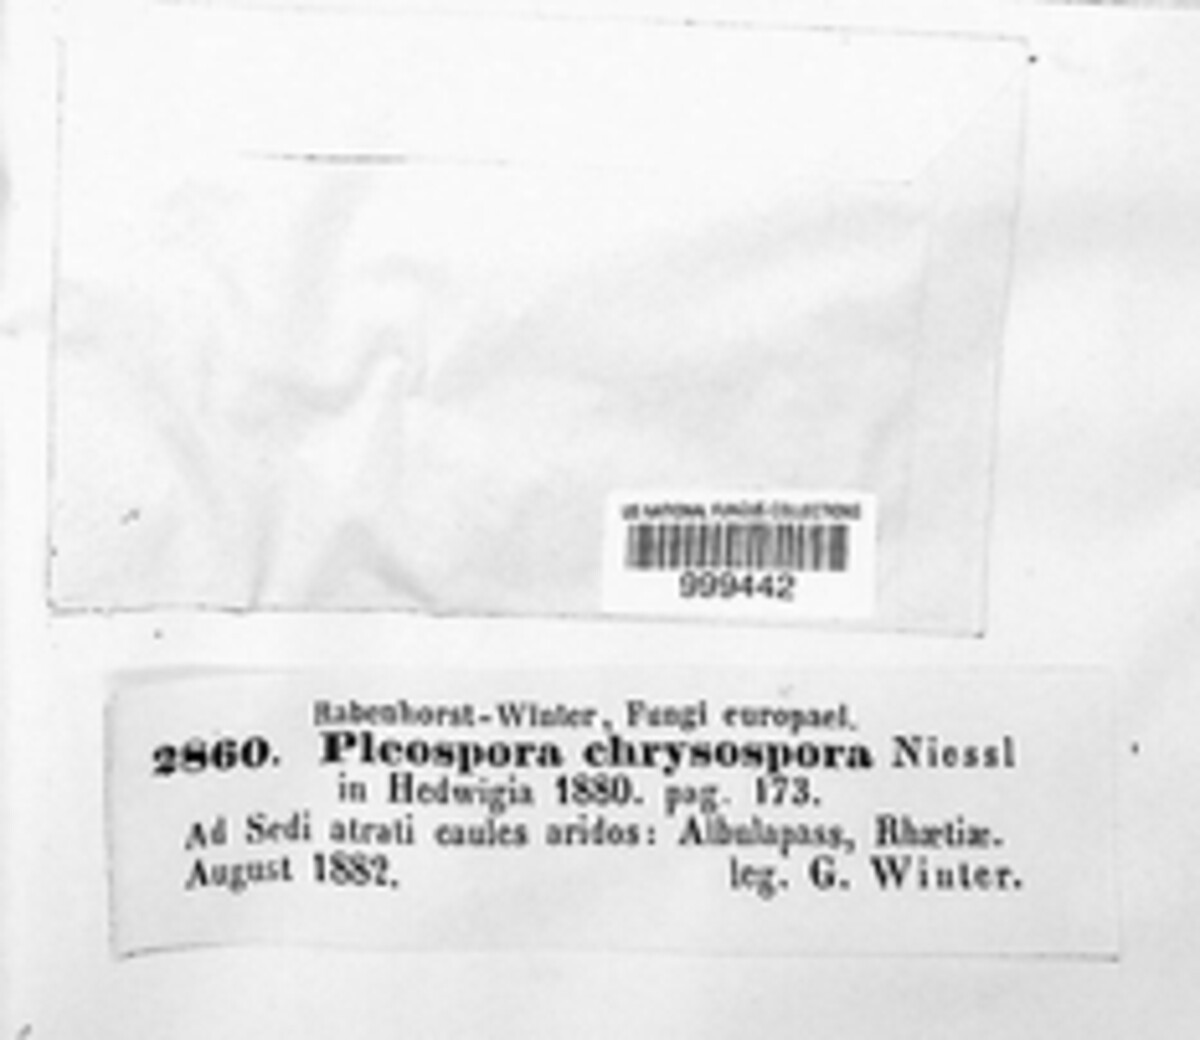 US NATIONAL FUNGUS COLLECTIONS
999442
Rabenhorst-Winter, Fungi europaei.
2860. Pleospora chrysospora Niessl
in Hedwigia 1880. pag. 173.
Ad Sedi atrati caules aridos: Albulapass, Rhætiæ.
August 1882. leg. G. Winter.